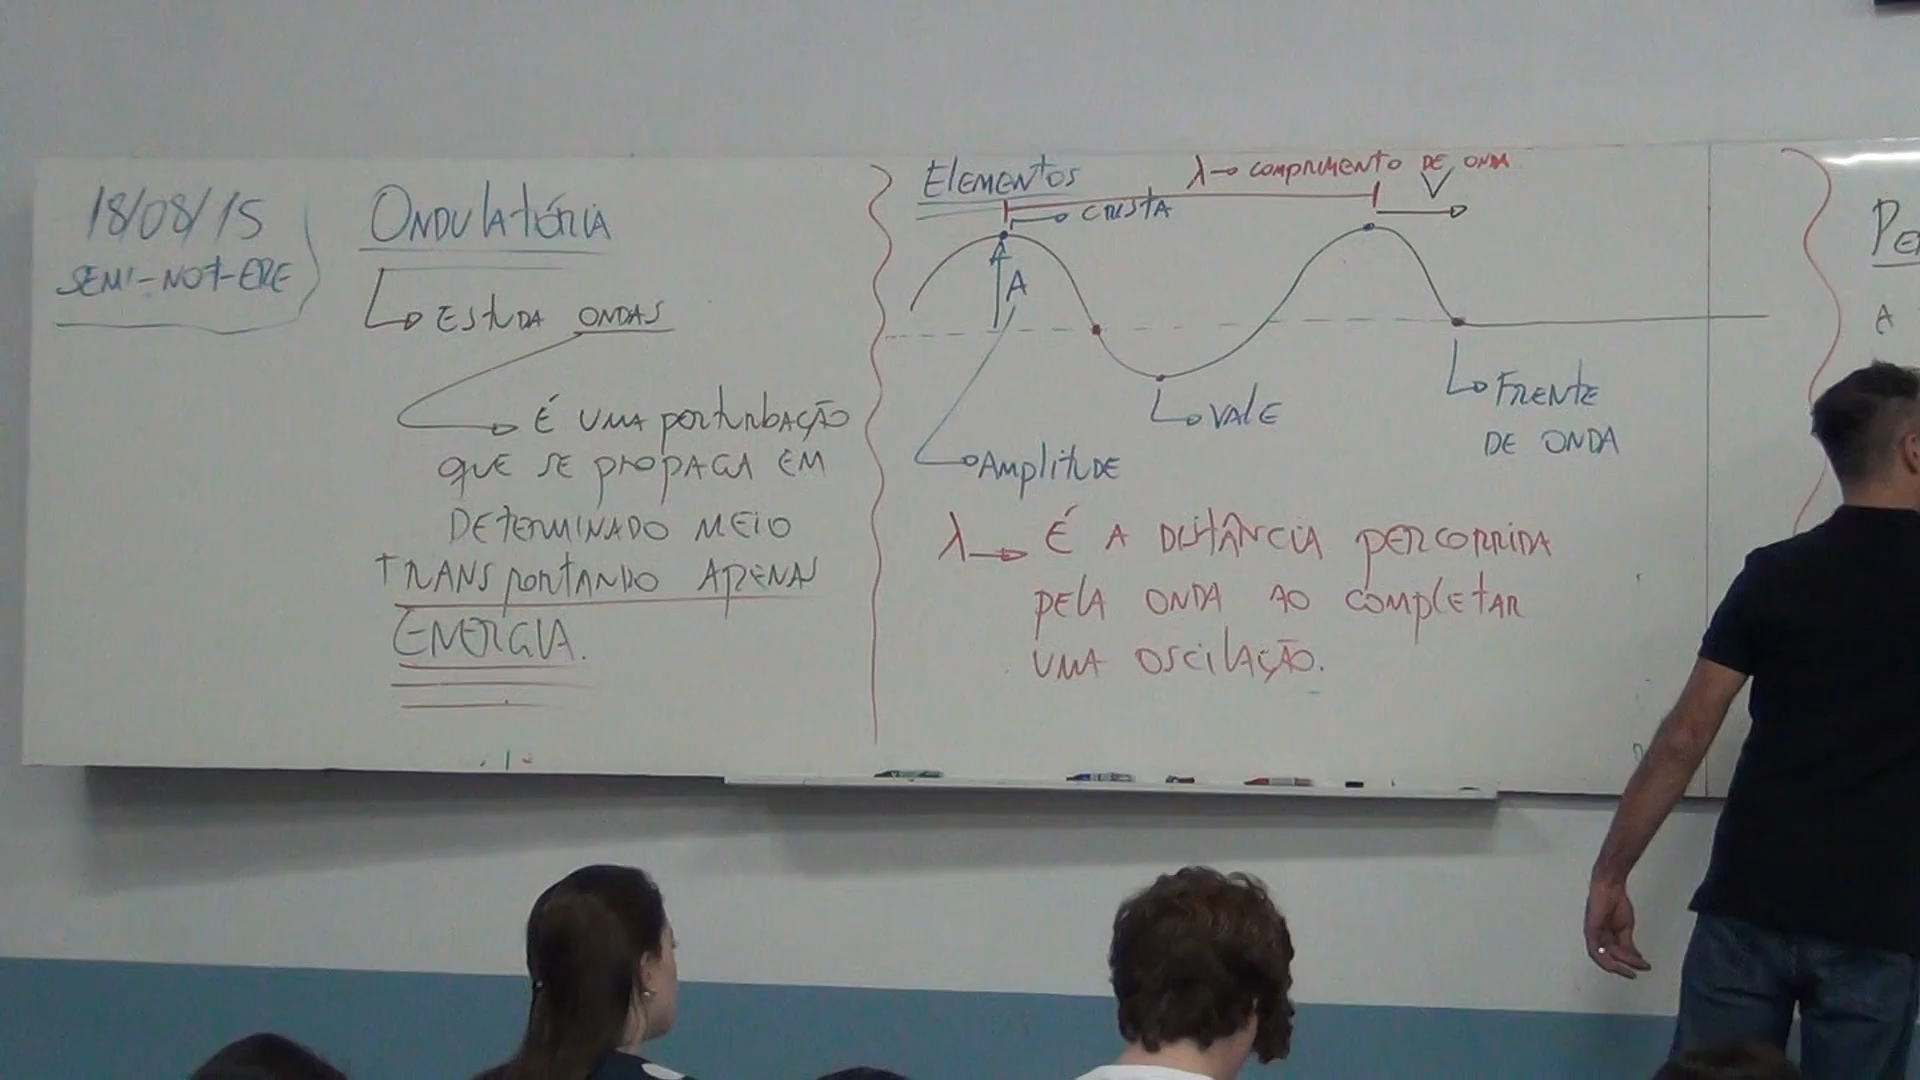 18/08/15
SEMI-NOT-ERE
ONDULATÓRIA
ESTUDA ONDAS
É UMA PERTURBAÇÃO
QUE SE PROPAGA EM
DETERMINADO MEIO
TRANSPORTANDO APENAS
ENERGIA.
ELEMENTOS
λ → COMPRIMENTO DE ONDA
V
CRISTA
A
VALE
FRENTE
DE ONDA
AMPLITUDE
λ → É A DISTÂNCIA PERCORRIDA
PELA ONDA AO COMPLETAR
UMA OSCILAÇÃO.
A